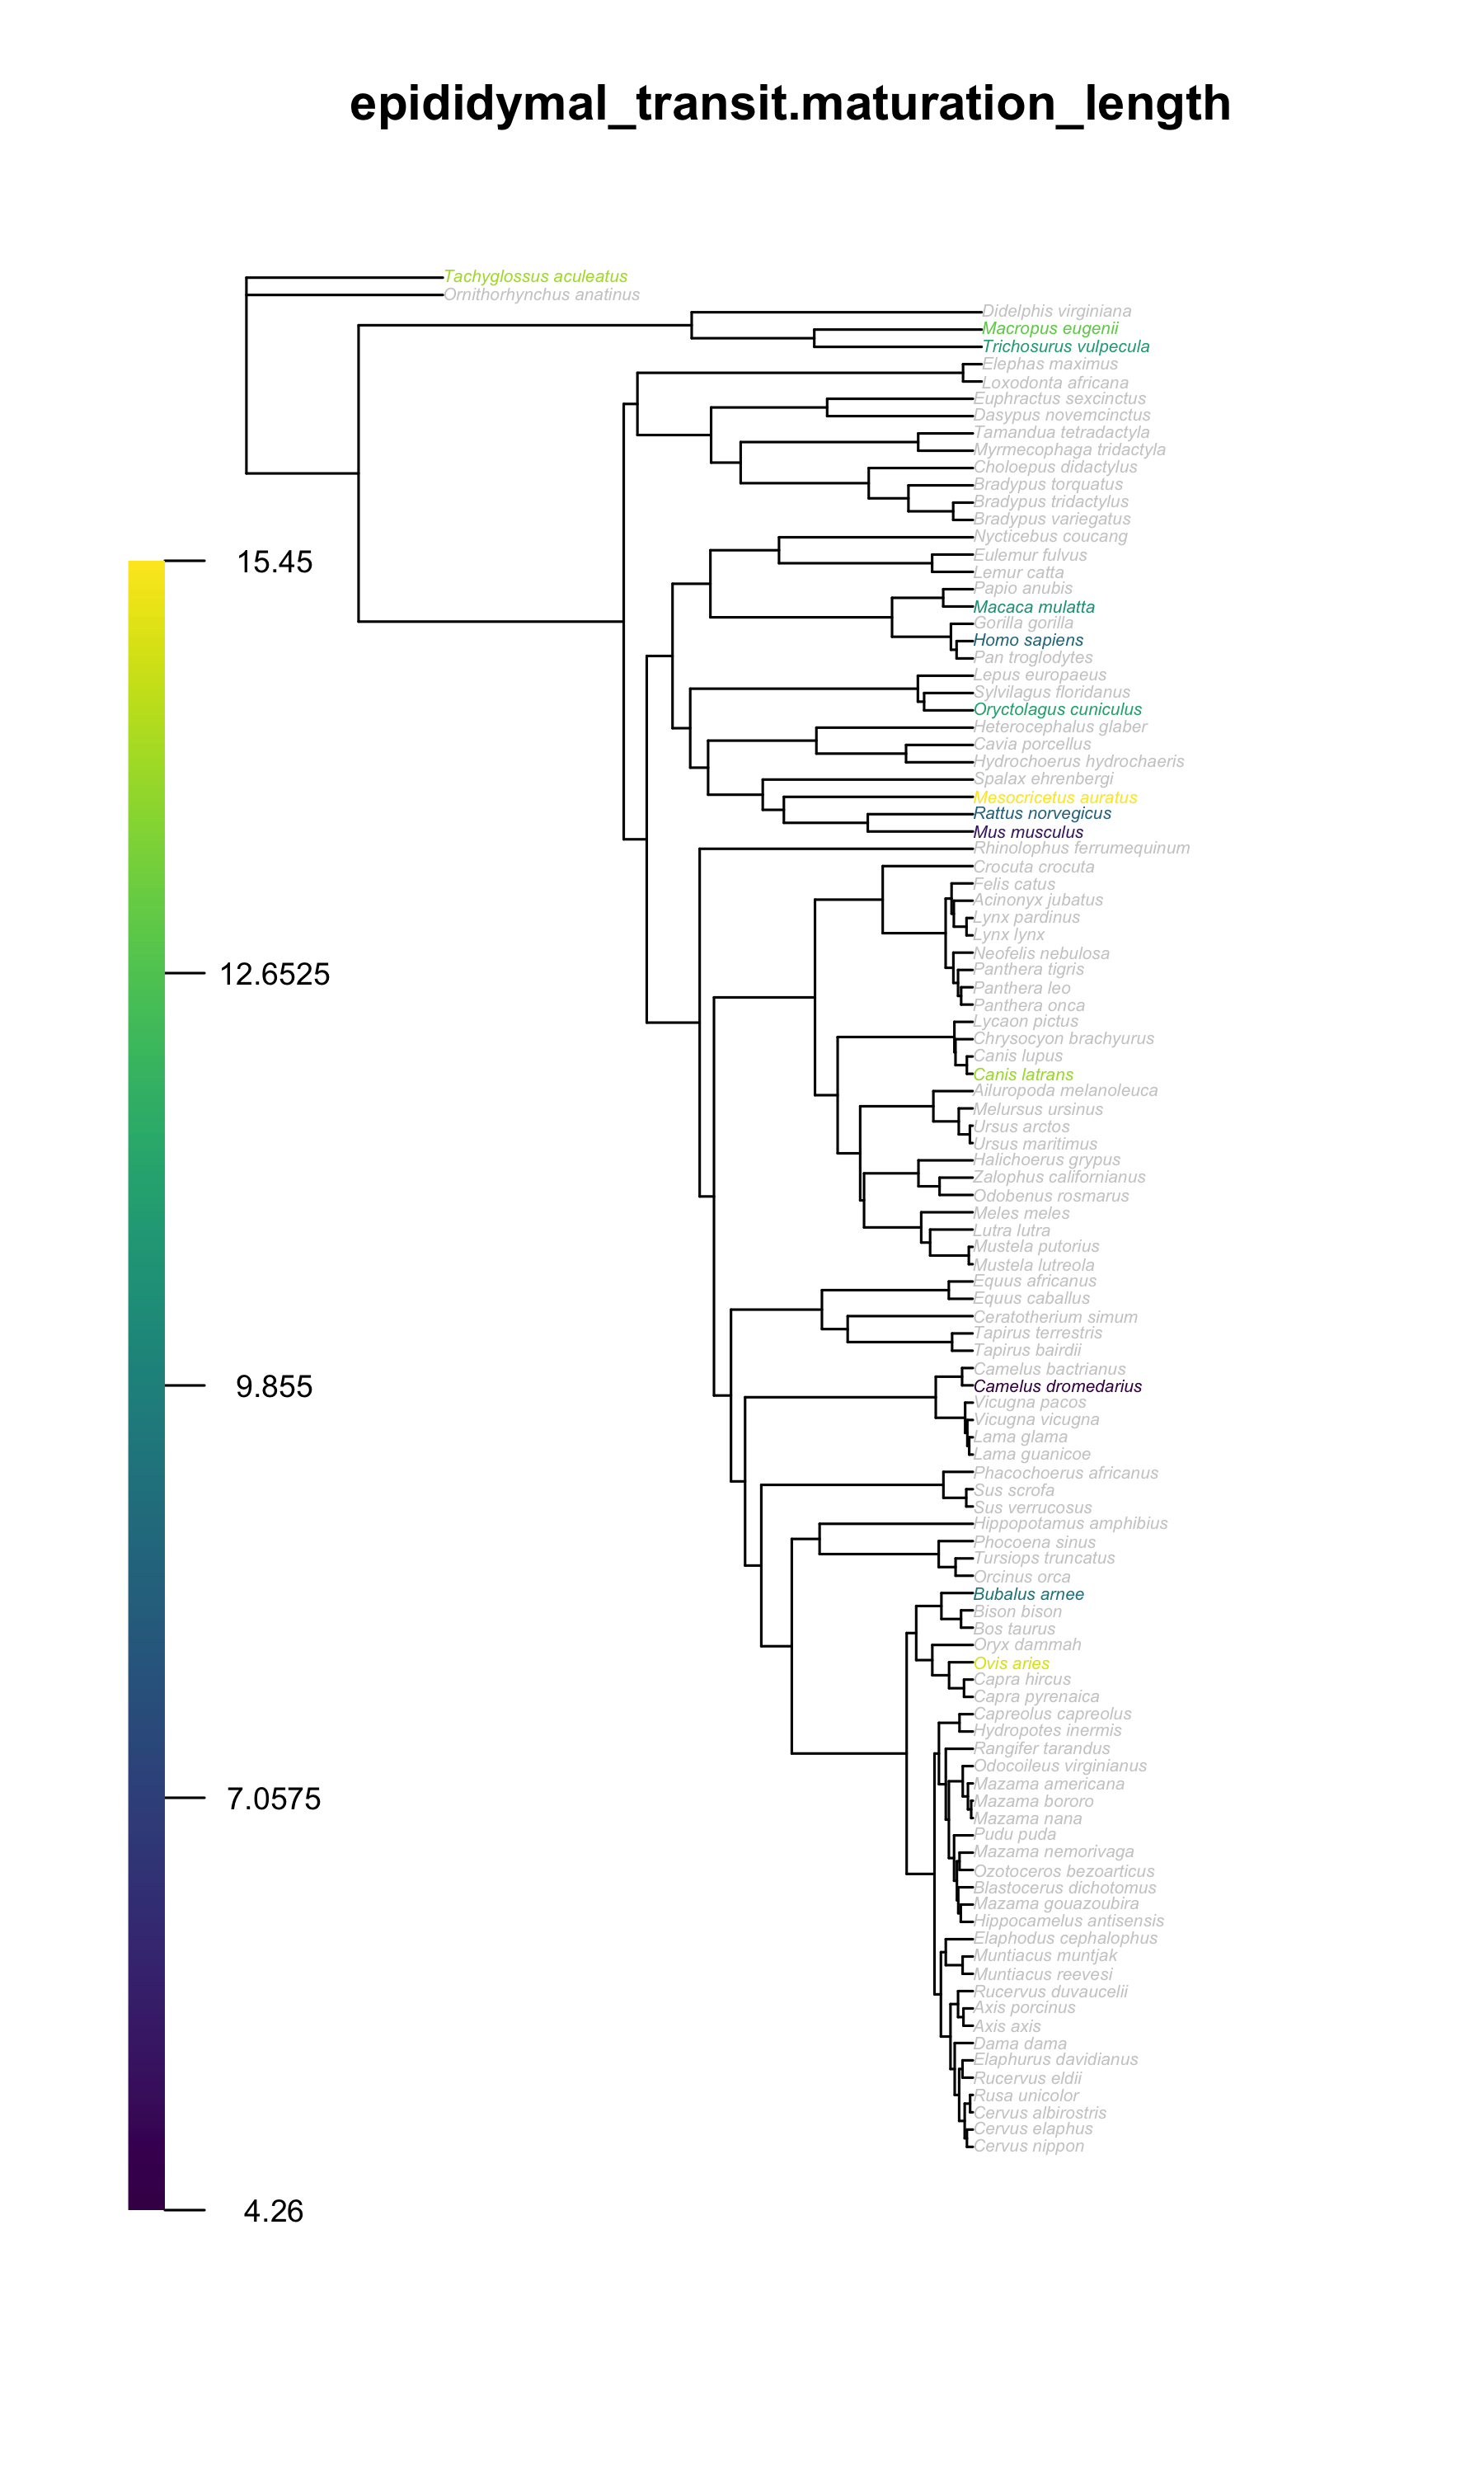 epididymal_transit.maturation_length
Tachyglossus aculeatus
Ornithorhynchus anatinus
Didelphis virginiana
Macropus eugenii
Trichosurus vulpecula
Elephas maximus
Loxodonta africana
Euphractus sexcinctus
Dasypus novemcinctus
Tamandua tetradactyla
Myrmecophaga tridactyla
Choloepus didactylus
Bradypus torquatus
Bradypus tridactylus
Bradypus variegatus
Nycticebus coucang
Eulemur fulvus
15.45
Lemur catta
Papio anubis
Macaca mulatta
Gorilla gorilla
Homo sapiens
Pan troglodytes
Lepus europaeus
Sylvilagus floridanus
Oryctolagus cuniculus
Heterocephalus glaber
Cavia porcellus
Hydrochoerus hydrochaeris
Spalax ehrenbergi
Mesocricetus auratus
Rattus norvegicus
Mus musculus
Rhinolophus ferrumequinum
Crocuta crocuta
Felis catus
Acinonyx jubatus
Lynx pardinus
Lynx lynx
Neofelis nebulosa
Panthera tigris
12.6525
Panthera leo
Panthera onca
Lycaon pictus
Chrysocyon brachyurus
Canis lupus
Canis latrans
Ailuropoda melanoleuca
Melursus ursinus
Ursus arctos
Ursus maritimus
Halichoerus grypus
Zalophus californianus
Odobenus rosmarus
Meles meles
Lutra lutra
Mustela putorius
Mustela lutreola
Equus africanus
Equus caballus
Ceratotherium simum
Tapirus terrestris
Tapirus bairdii
Camelus bactrianus
9.855
Camelus dromedarius
Vicugna pacos
Vicugna vicugna
Lama glama
Lama guanicoe
Phacochoerus africanus
Sus scrofa
Sus verrucosus
Hippopotamus amphibius
Phocoena sinus
Tursiops truncatus
Orcinus orca
Bubalus arnee
Bison bison
Bos taurus
Oryx dammah
Ovis aries
Capra hircus
Capra pyrenaica
Capreolus capreolus
Hydropotes inermis
Rangifer tarandus
Odocoileus virginianus
Mazama americana
7.0575
Mazama bororo
Mazama nana
Pudu puda
Mazama nemorivaga
Ozotoceros bezoarticus
Blastocerus dichotomus
Mazama gouazoubira
Hippocamelus antisensis
Elaphodus cephalophus
Muntiacus muntjak
Muntiacus reevesi
Rucervus duvaucelii
Axis porcinus
Axis axis
Dama dama
Elaphurus davidianus
Rucervus eldii
Rusa unicolor
Cervus albirostris
Cervus elaphus
Cervus nippon
4.26